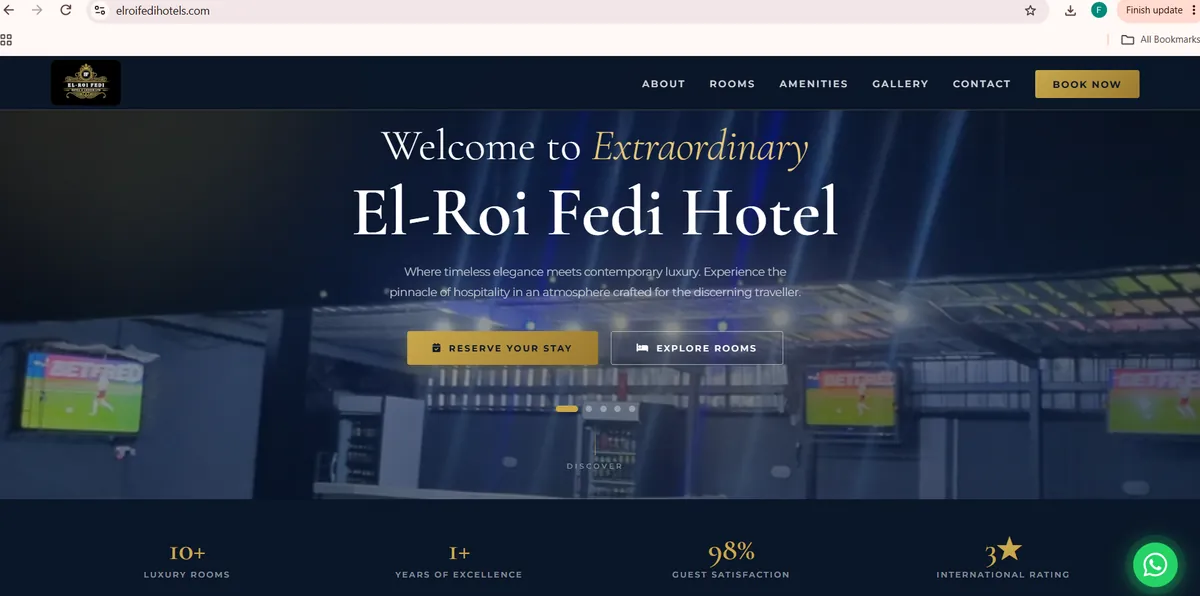 elroifedihotels.com
F
Finish update
All Bookmarks
EL-ROI FEDI
ABOUT
ROOMS
AMENITIES
GALLERY
CONTACT
BOOK NOW
Welcome to Extraordinary
El-Roi Fedi Hotel
Where timeless elegance meets contemporary luxury. Experience the
pinnacle of hospitality in an atmosphere crafted for the discerning traveller.
RESERVE YOUR STAY
EXPLORE ROOMS
BETFRED
BETFRED
DISCOVER
10+
LUXURY ROOMS
1+
YEARS OF EXCELLENCE
98%
GUEST SATISFACTION
3★
INTERNATIONAL RATING